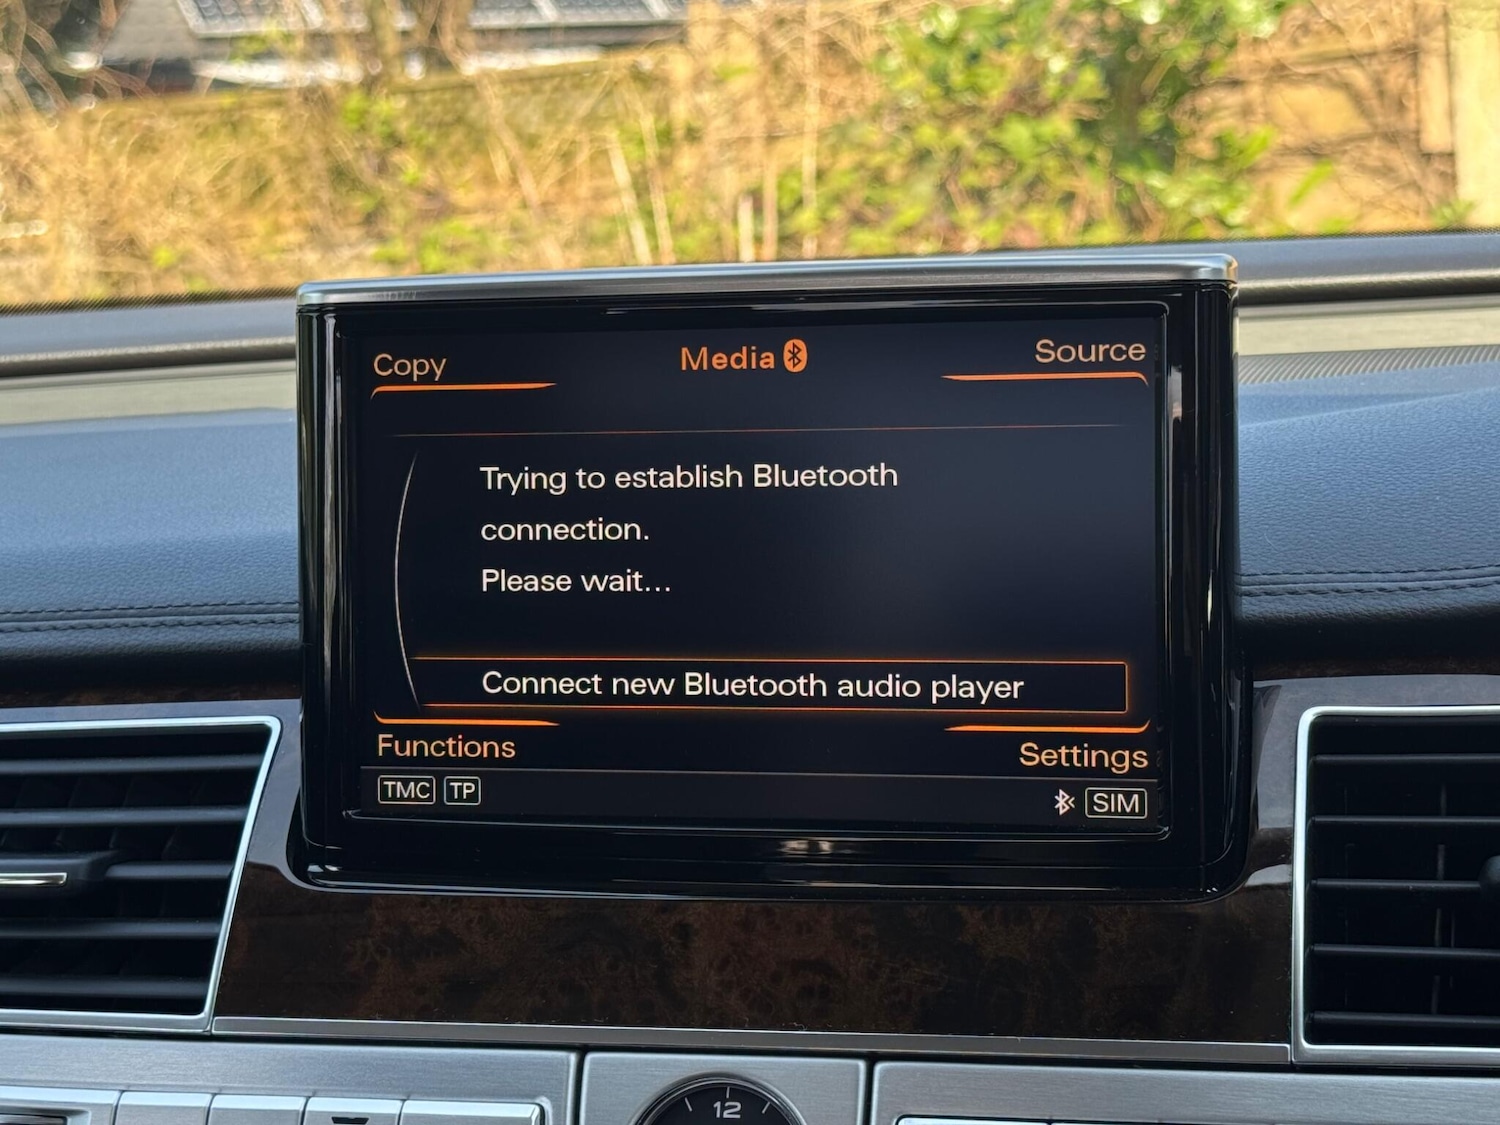 Copy
Media
Source
Trying to establish Bluetooth
connection.
Please wait...
Connect new Bluetooth audio player
Functions
Settings
TMC TP
SIM
12